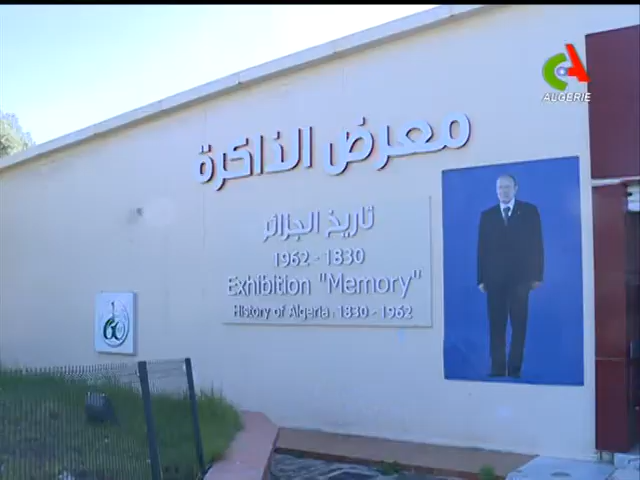 ALGERIE
معرض الذاكرة
تاريخ الجزائر
1962 - 1830
Exhibition "Memory"
History of Algeria : 1830 - 1962
60